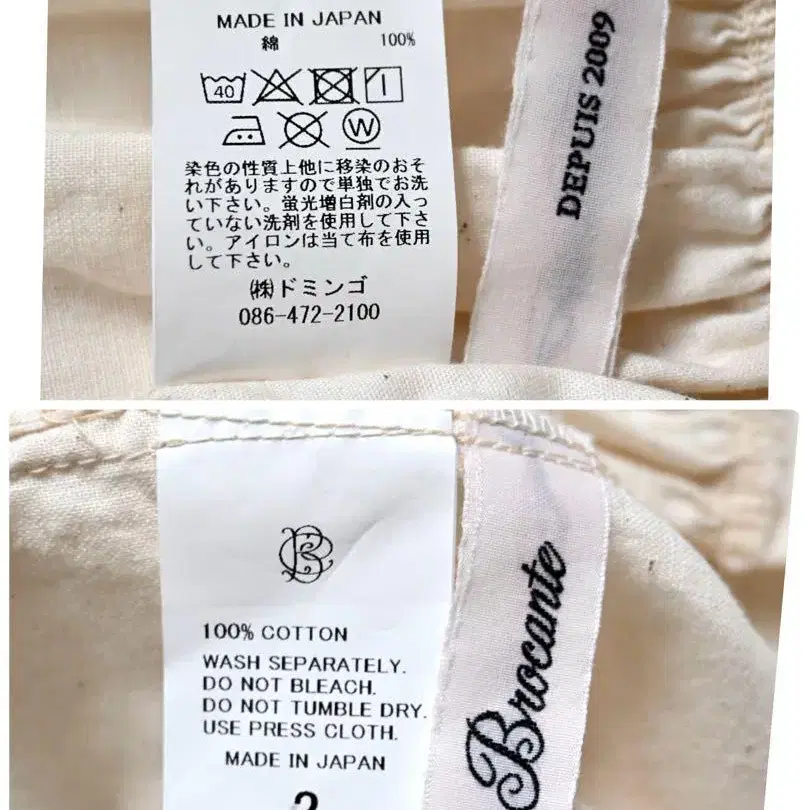 MADE IN JAPAN
綿 100%
40
W
染色の性質上他に移染のおそ
れがありますので単独でお洗
い下さい。蛍光増白剤の入っ
ていない洗剤を使用して下さ
い。アイロンは当て布を使用
して下さい。
㈱ドミンゴ
086-472-2100
DEPUIS 2009
B
100% COTTON
WASH SEPARATELY.
DO NOT BLEACH.
DO NOT TUMBLE DRY.
USE PRESS CLOTH.
MADE IN JAPAN
2
Brocante